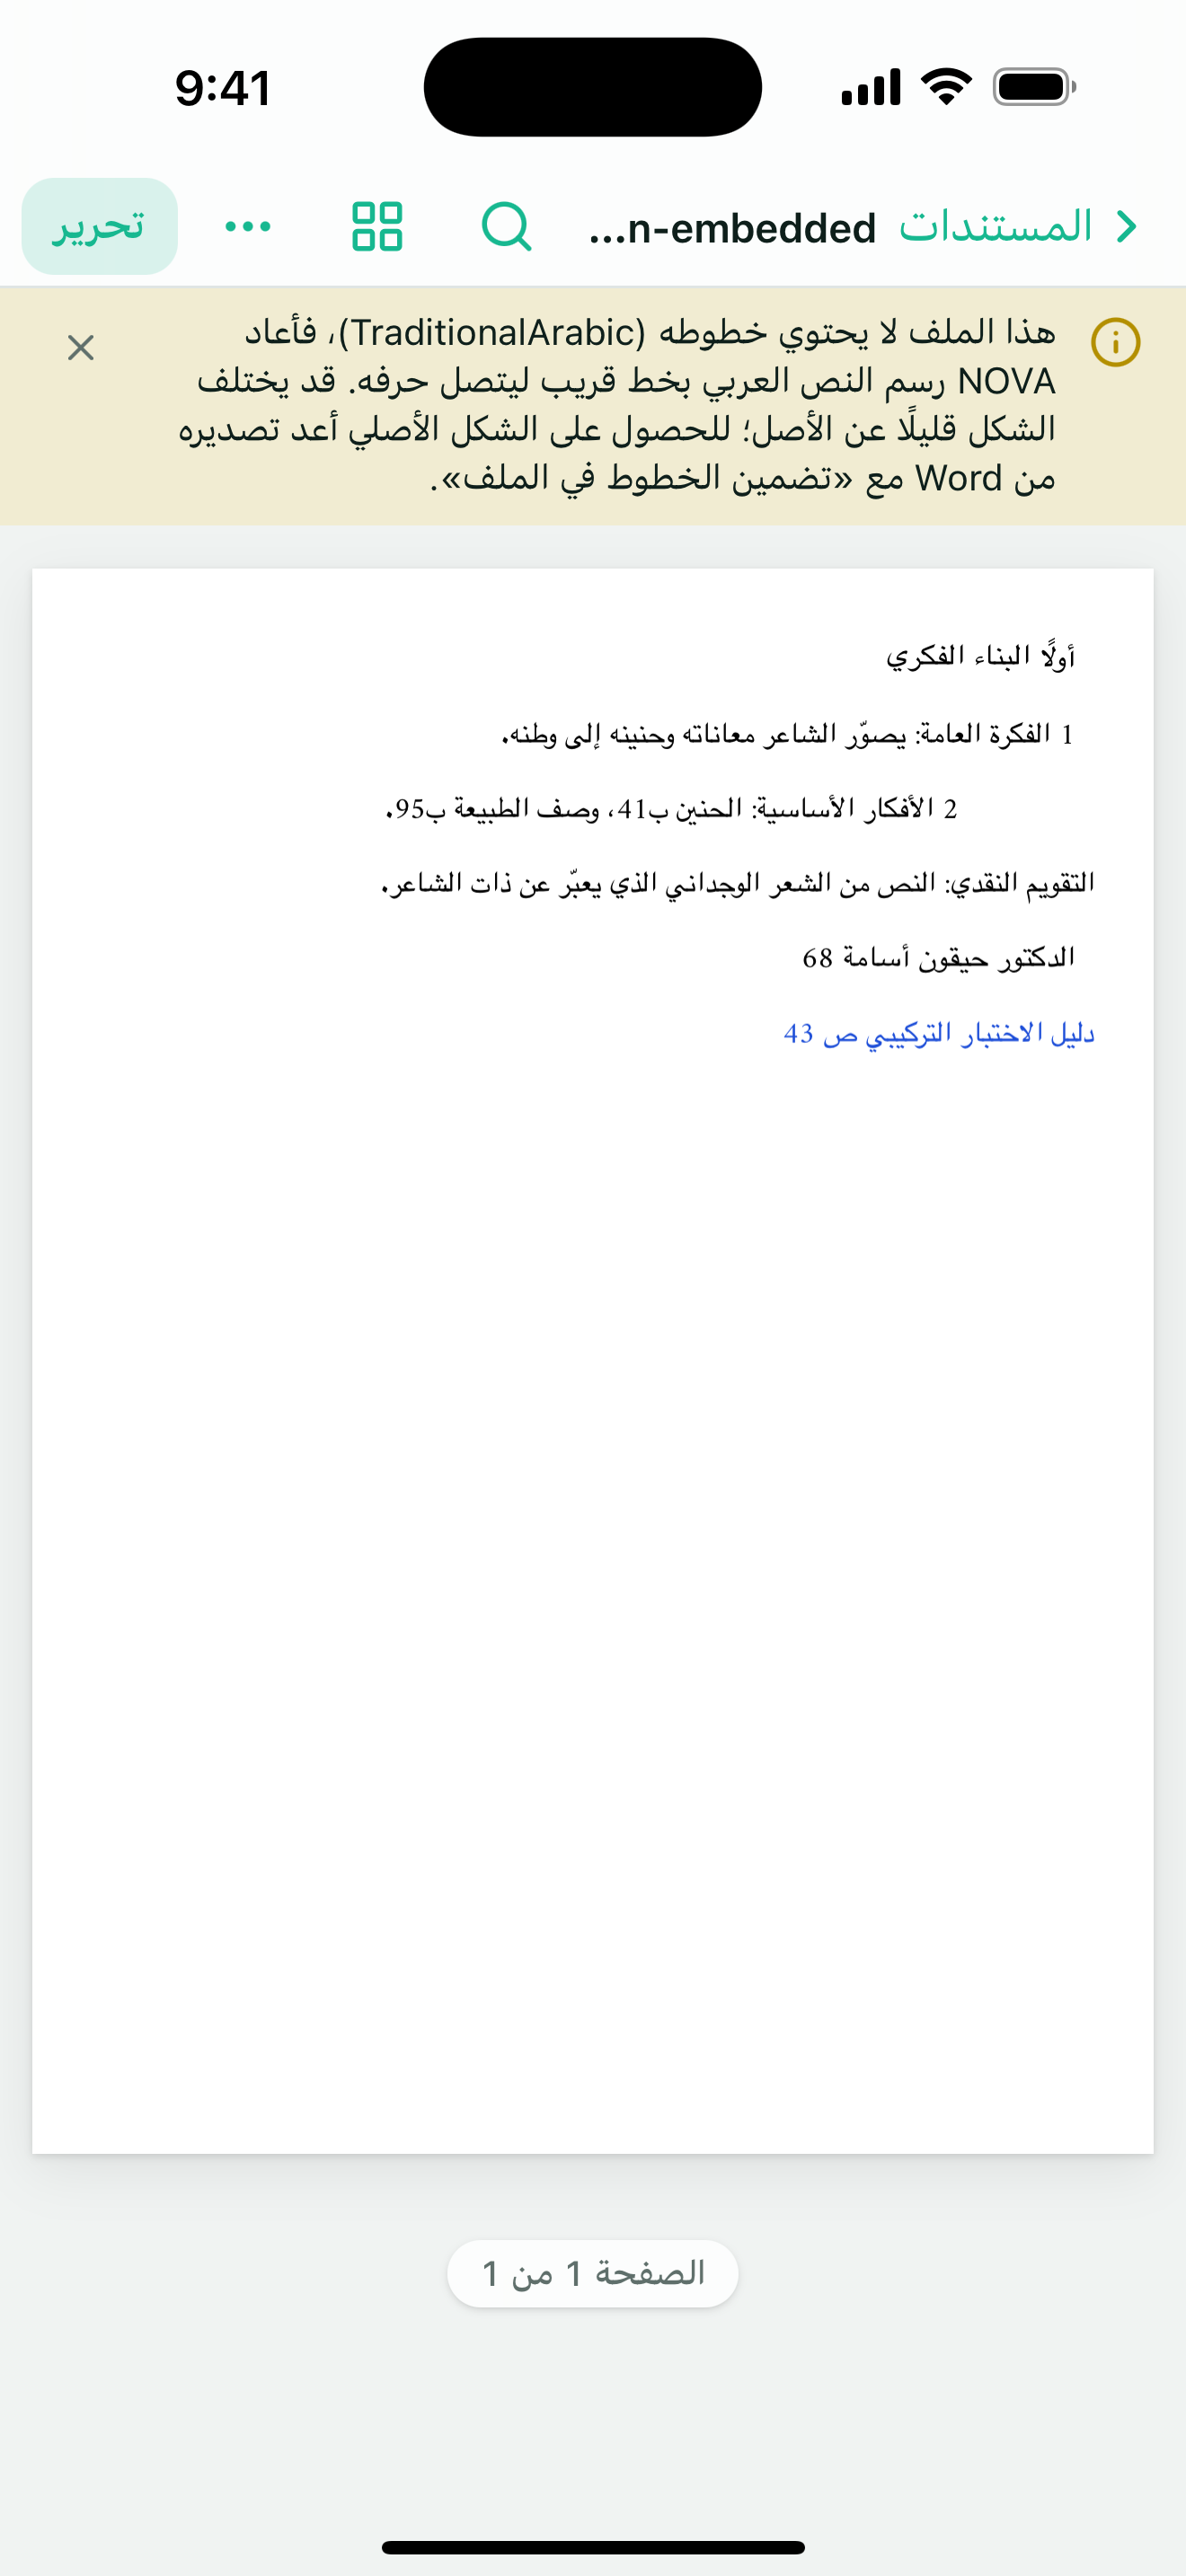 9:41
المستندات
n-embedded...
تحرير
هذا الملف لا يحتوي خطوطه (TraditionalArabic)، فأعاد
NOVA رسم النص العربي بخط قريب ليتصل حرفه. قد يختلف
الشكل قليلًا عن الأصل؛ للحصول على الشكل الأصلي أعد تصديره
من Word مع «تضمين الخطوط في الملف».
أولًا البناء الفكري
1 الفكرة العامة: يصوّر الشاعر معاناته وحنينه إلى وطنه.
2 الأفكار الأساسية: الحنين ب41، وصف الطبيعة ب95.
التقويم النقدي: النص من الشعر الوجداني الذي يعبّر عن ذات الشاعر.
الدكتور حيقون أسامة 68
دليل الاختبار التركيبي ص 43
الصفحة 1 من 1